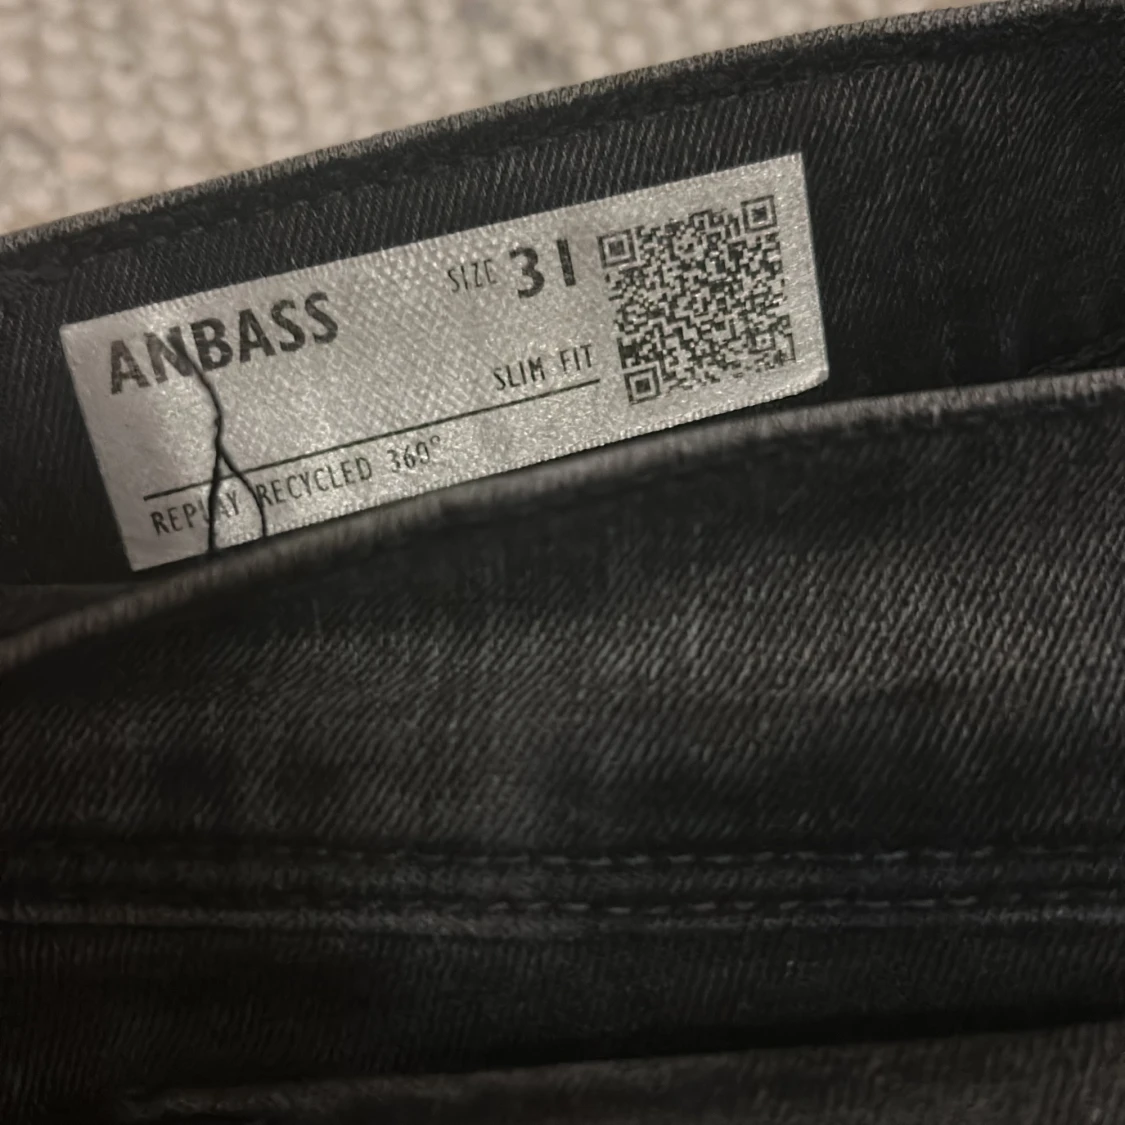 ANBASS
SIZE 31
SLIM FIT
REPLAY RECYCLED 360°